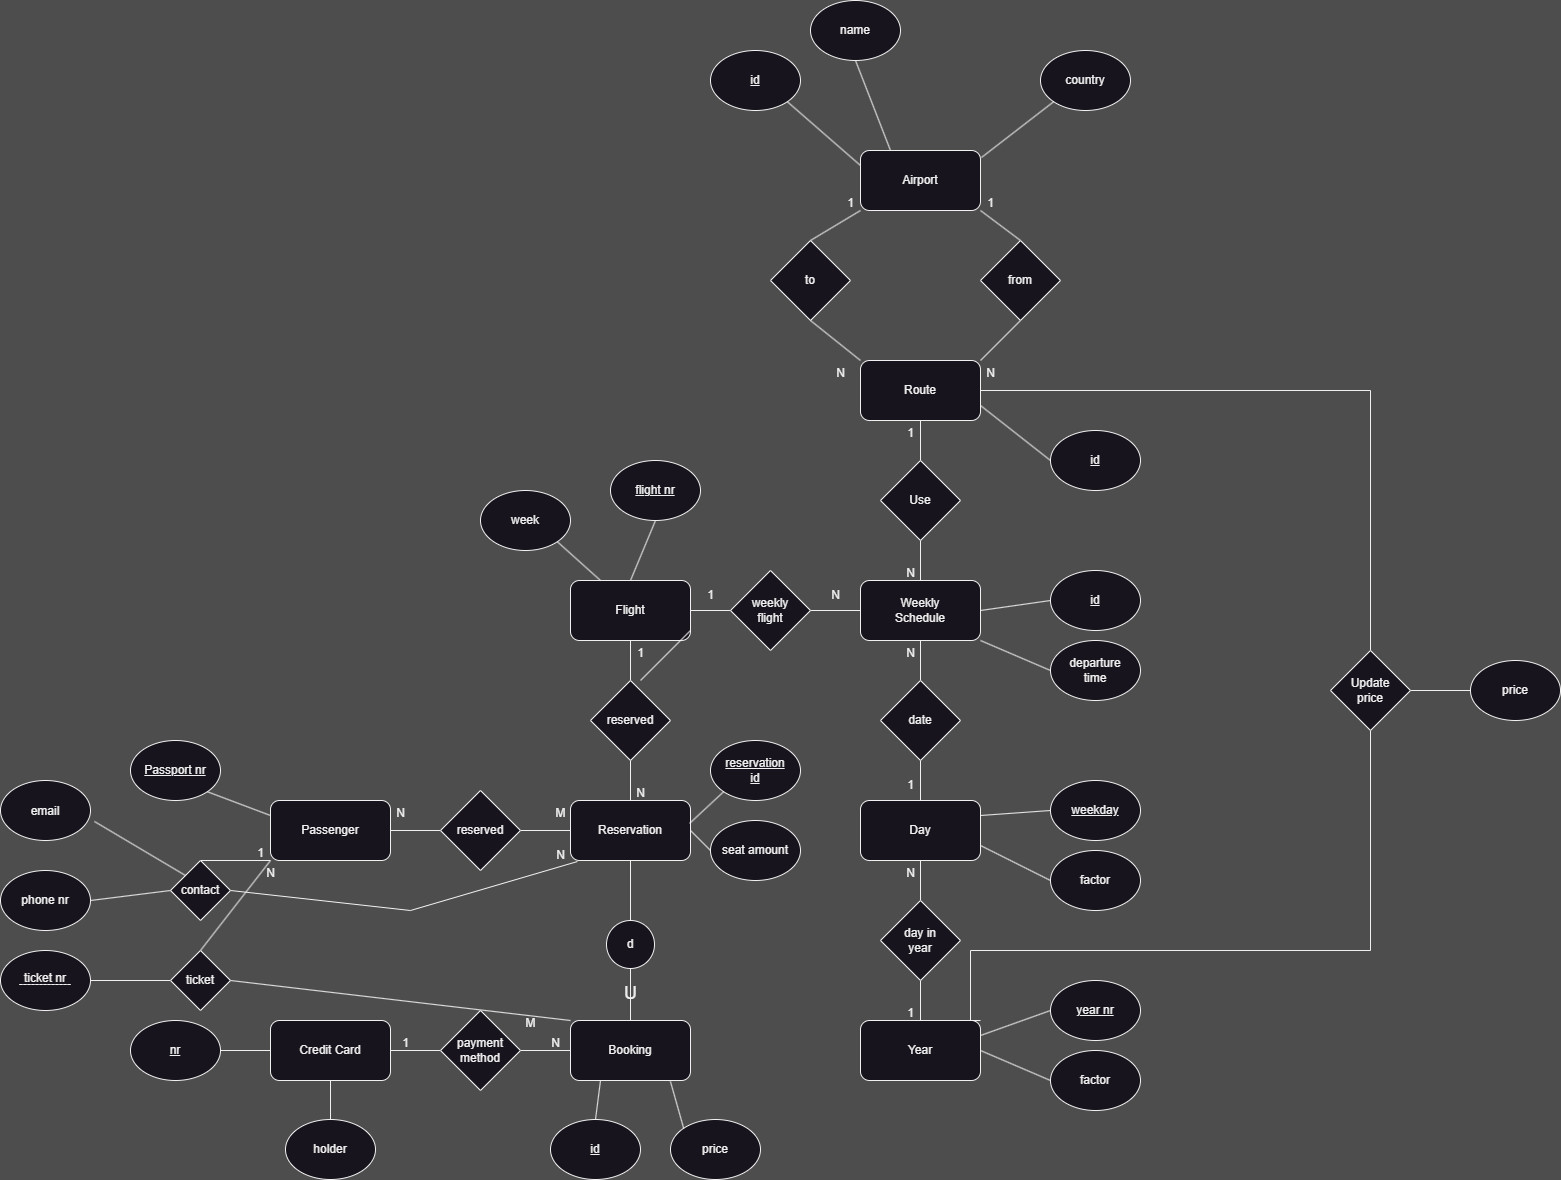 name
id
country
Airport
1
1
to
from
N
N
Route
1
id
flight nr
week
Use
N
1
weekly
flight
N
Flight
Weekly
Schedule
id
1
N
departure
time
reserved
date
Update
price
price
Passport nr
reservation
id
1
N
email
weekday
N
M
Passenger
reserved
Reservation
Day
seat amount
1
N
N
N
factor
contact
phone nr
d
day in
year
ticket nr
ticket
U
year nr
1
M
nr
Credit Card
1
payment
method
N
Booking
Year
factor
holder
id
price